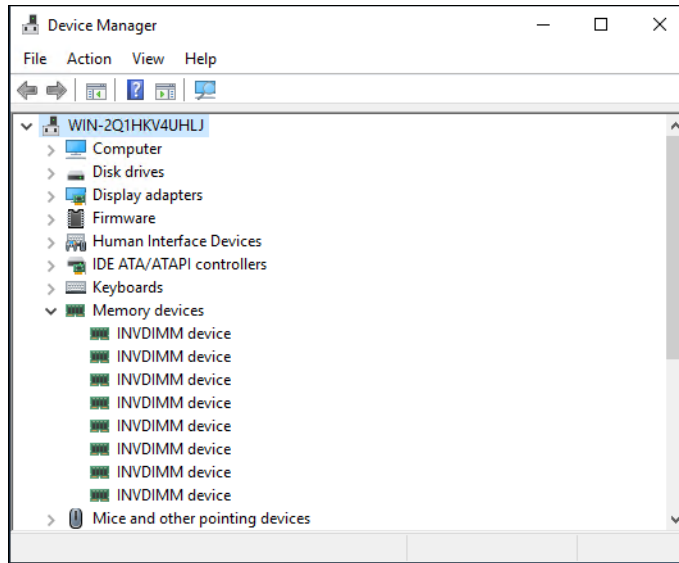 Device Manager
File Action View Help
WIN-2Q1HKV4UHLJ
Computer
Disk drives
Display adapters
Firmware
Human Interface Devices
IDE ATA/ATAPI controllers
Keyboards
Memory devices
INVDIMM device
INVDIMM device
INVDIMM device
INVDIMM device
INVDIMM device
INVDIMM device
INVDIMM device
INVDIMM device
Mice and other pointing devices